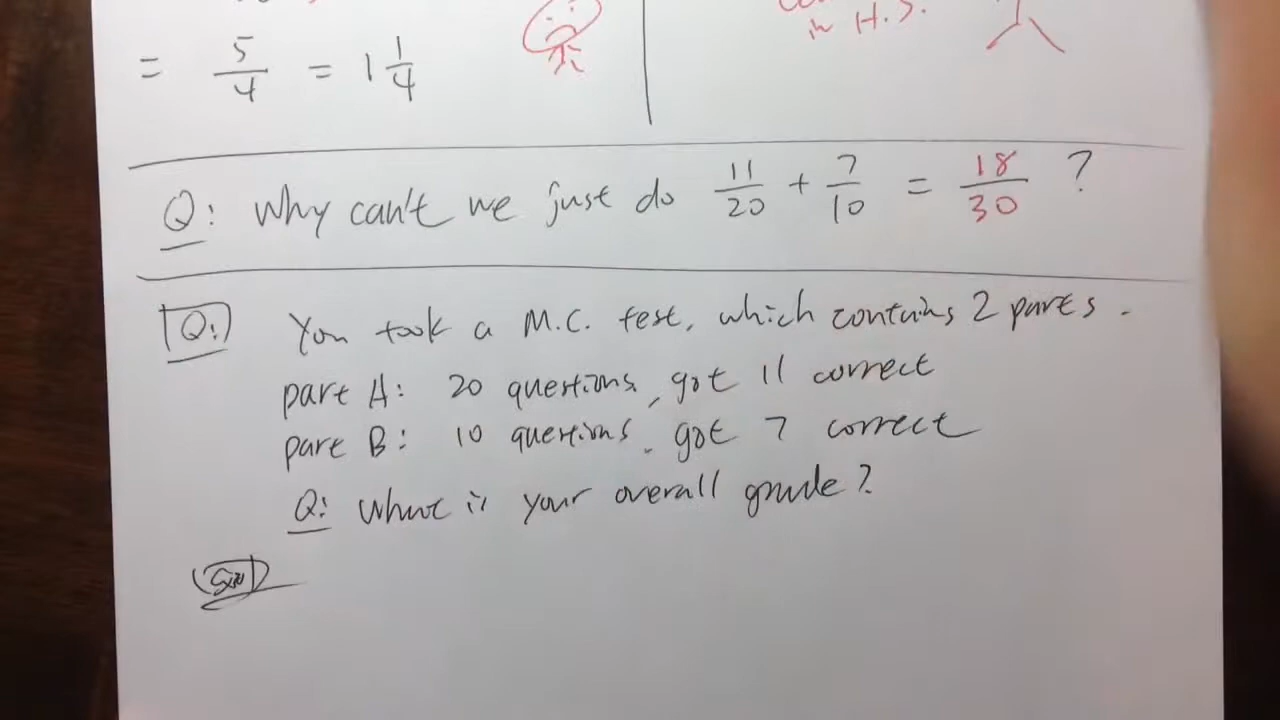 = 5/4 = 1 1/4
in H.S.
Q: Why can't we just do 11/20 + 7/10 = 18/30 ?
Q: You took a M.C. test, which contains 2 parts.
part A: 20 questions, got 11 correct
part B: 10 questions, got 7 correct
Q: What is your overall grade?